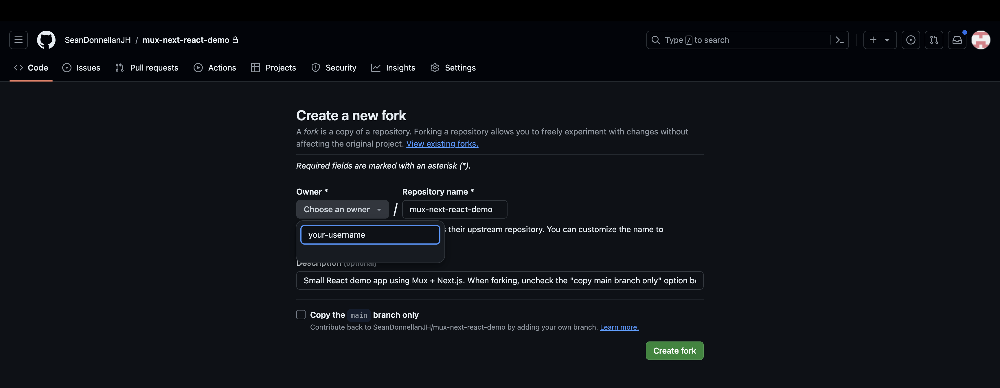 SeanDonnellanJH / mux-next-react-demo
Type / to search
Code
Issues
Pull requests
Actions
Projects
Security
Insights
Settings
Create a new fork
A fork is a copy of a repository. Forking a repository allows you to freely experiment with changes without
affecting the original project. View existing forks.
Required fields are marked with an asterisk (*).
Owner *
Repository name *
Choose an owner
/
mux-next-react-demo
your-username
their upstream repository. You can customize the name to
Description (optional)
Small React demo app using Mux + Next.js. When forking, uncheck the "copy main branch only" option
Copy the main branch only
Contribute back to SeanDonnellanJH/mux-next-react-demo by adding your own branch. Learn more.
Create fork